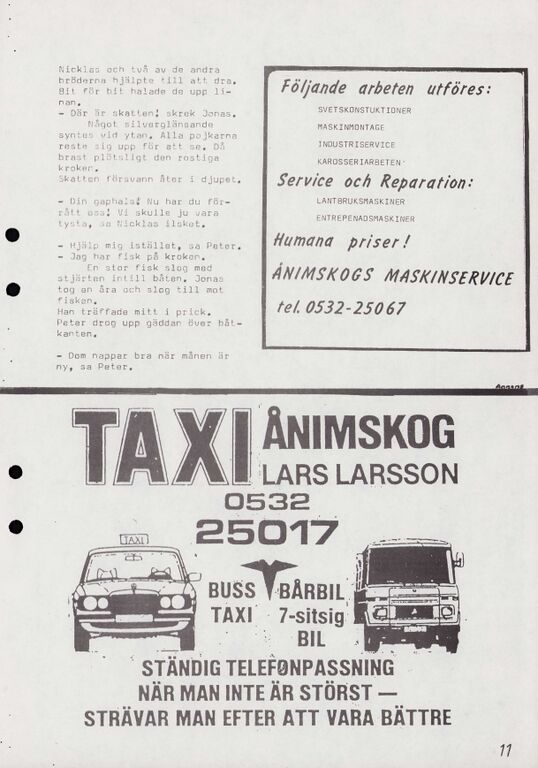 Nicklas och två av de andra
bröderna hjälpte till att dra.
Bit för bit halade de upp li-
nan.
- Där är skatten! skrek Jonas.
Något silverglänsande
syntes vid ytan. Alla pojkarna
reste sig upp för att se. Då
brast plötsligt den rostiga
kroken.
Skatten försvann åter i djupet.
- Din gaphals! Nu har du för-
rått oss! Vi skulle ju vara
tysta, sa Nicklas ilsket.
- Hjälp mig istället, sa Peter.
- Jag har fisk på kroken.
En stor fisk slog med
stjärten intill båten. Jonas
tog en åra och slog till mot
fisken.
Han träffade mitt i prick.
Peter drog upp gäddan över båt-
kanten.
- Dom nappar bra när månen är
ny, sa Peter.
Följande arbeten utföres:
SVETSKONSTUKTIONER
MASKINMONTAGE
INDUSTRISERVICE
KAROSSERIARBETEN
Service och Reparation:
LANTBRUKSMASKINER
ENTREPENADSMASKINER
Humana priser!
ÅNIMSKOGS MASKINSERVICE
tel. 0532-25067
Annons
TAXI ÅNIMSKOG
LARS LARSSON
0532
25017
TAXI
BUSS BÅRBIL
TAXI 7-sitsig
BIL
STÄNDIG TELEFØNPASSNING
NÄR MAN INTE ÄR STÖRST —
STRÄVAR MAN EFTER ATT VARA BÄTTRE
11